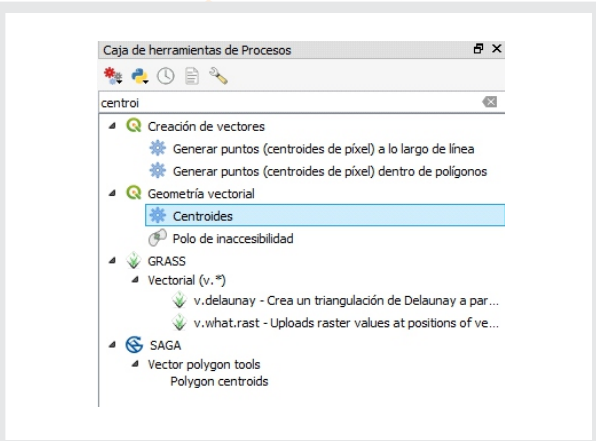 Caja de herramientas de Procesos
centroi
Creación de vectores
Generar puntos (centroides de píxel) a lo largo de línea
Generar puntos (centroides de píxel) dentro de polígonos
Geometría vectorial
Centroides
Polo de inaccesibilidad
GRASS
Vectorial (v.*)
v.delaunay - Crea un triangulación de Delaunay a par...
v.what.rast - Uploads raster values at positions of ve...
SAGA
Vector polygon tools
Polygon centroids